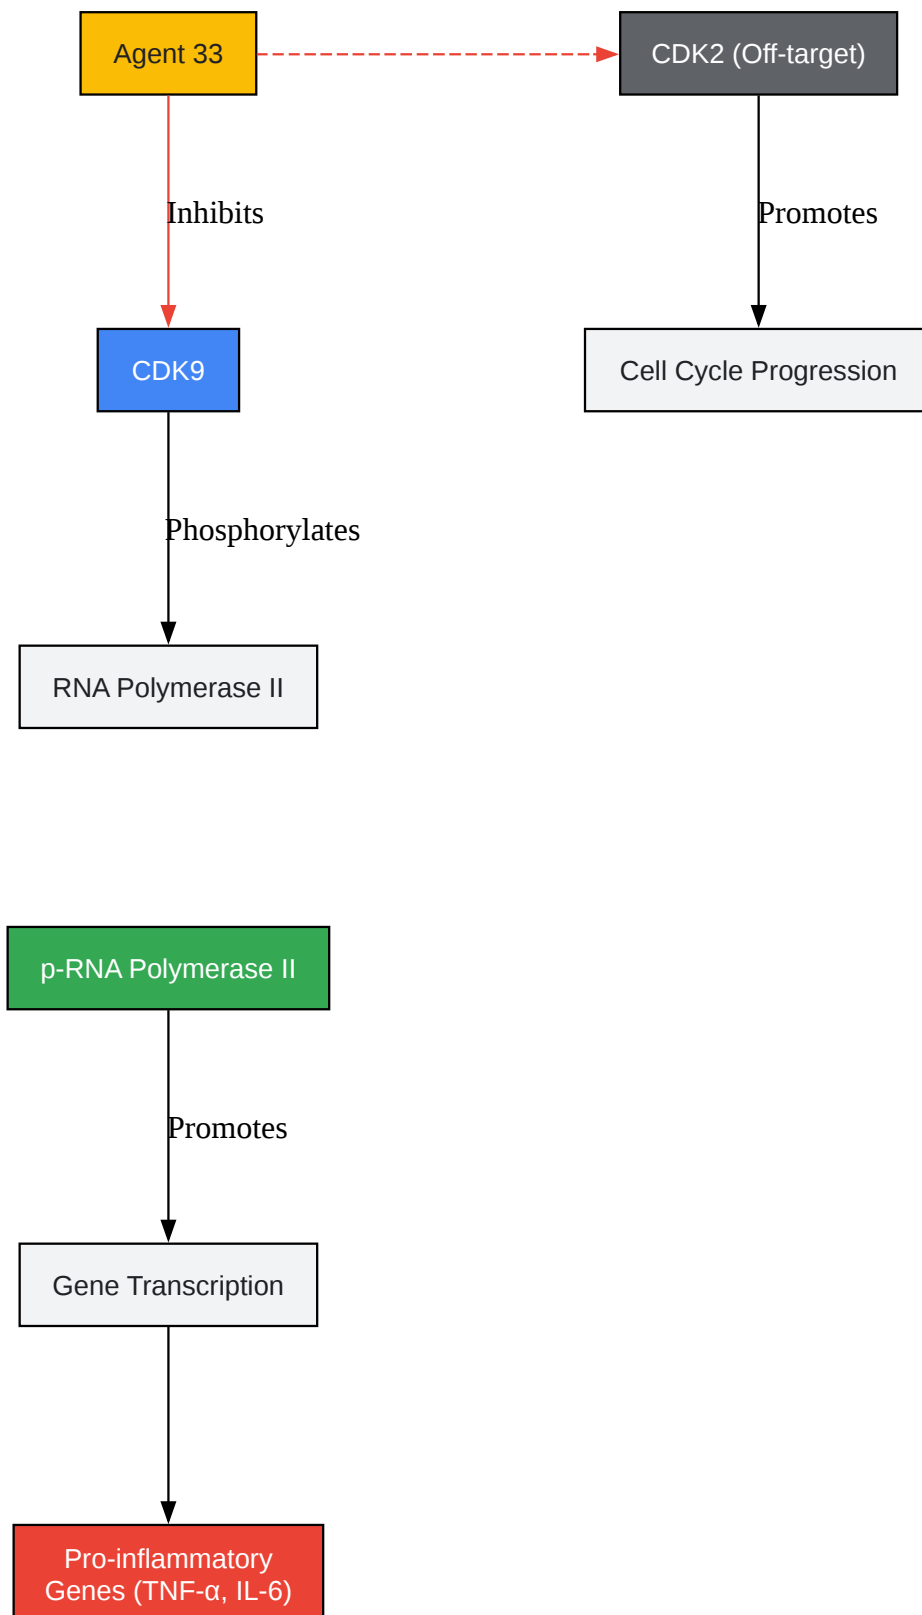 Agent 33
CDK2 (Off-target)
Inhibits
Promotes
CDK9
Cell Cycle Progression
Phosphorylates
RNA Polymerase II
p-RNA Polymerase II
Promotes
Gene Transcription
Pro-inflammatory
Genes (TNF-α, IL-6)